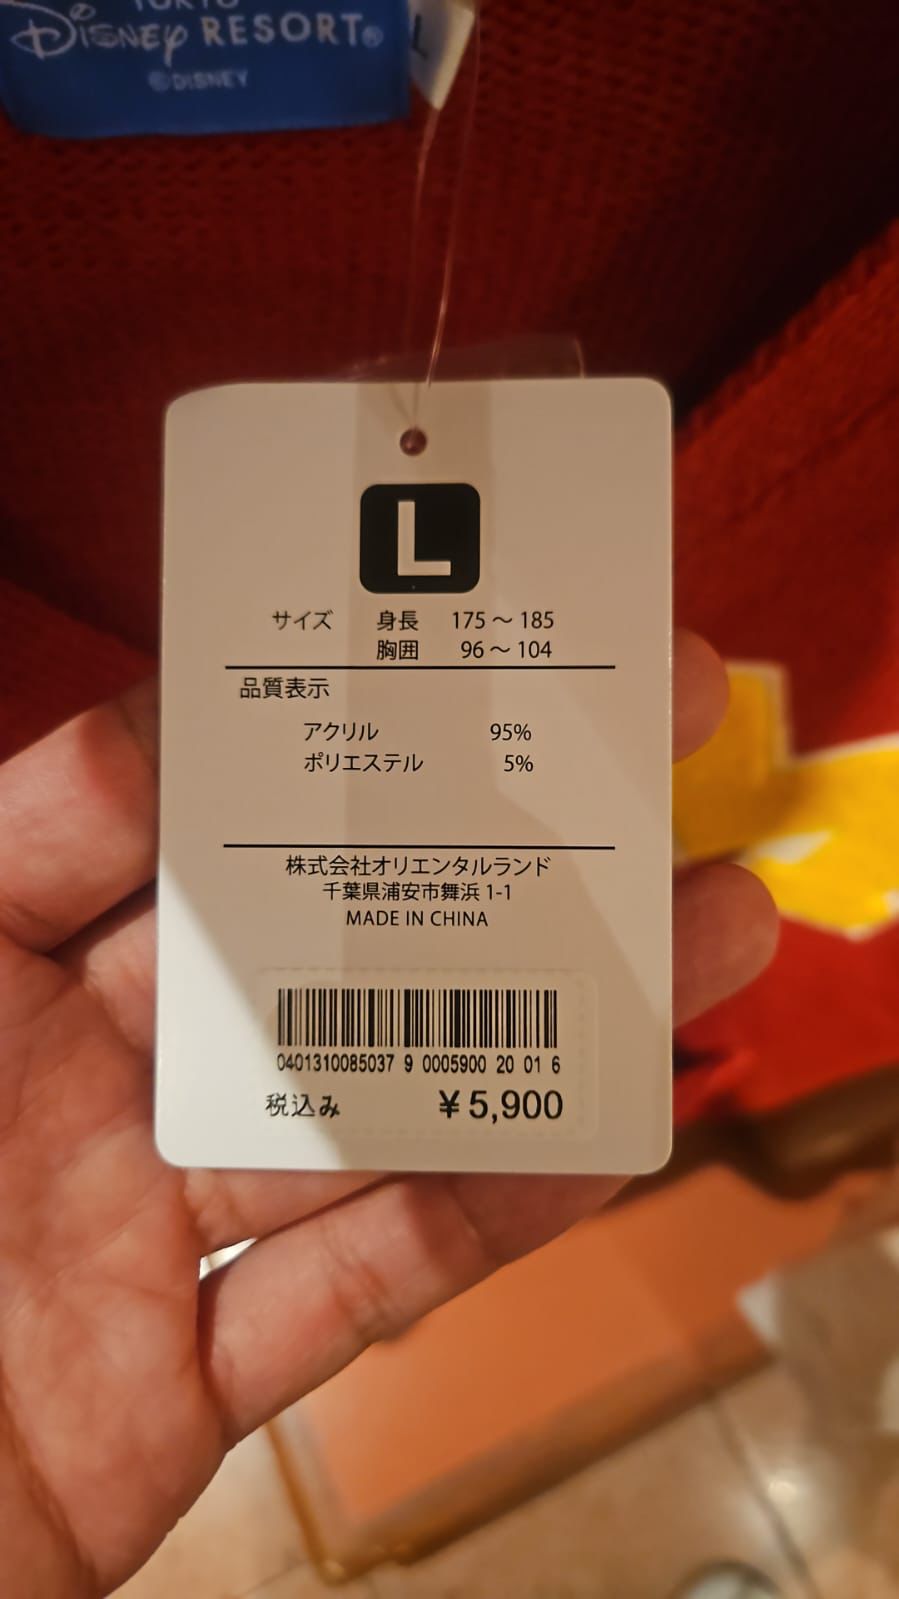 TOKYO
Disney RESORT®
©DISNEY
L
L
サイズ 身長 175～185
胸囲 96～104
品質表示
アクリル 95%
ポリエステル 5%
株式会社オリエンタルランド
千葉県浦安市舞浜 1-1
MADE IN CHINA
0401310085037 9 0005900 20 01 6
税込み ¥5,900